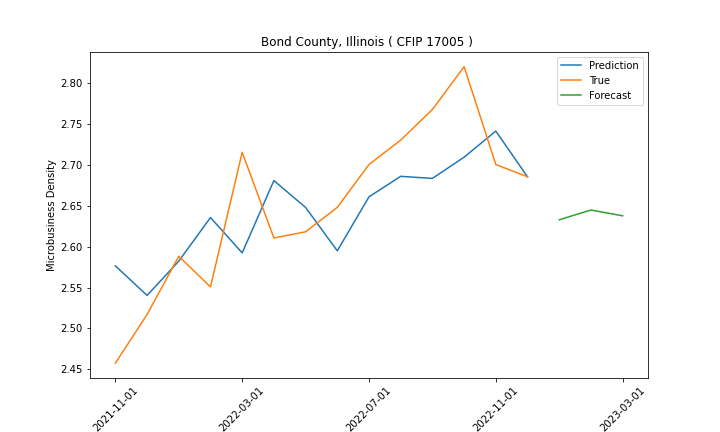 Bond County, Illinois ( CFIP 17005 )
Prediction
True
Forecast
Microbusiness Density
2.80
2.75
2.70
2.65
2.60
2.55
2.50
2.45
2021-11-01
2022-03-01
2022-07-01
2022-11-01
2023-03-01